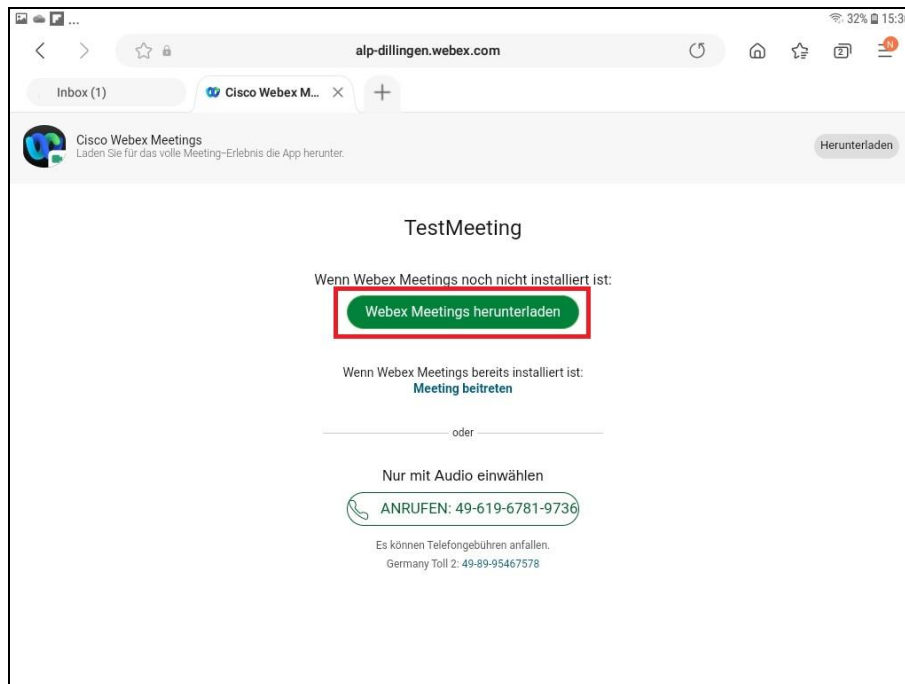 ... 32% 15:30
alp-dillingen.webex.com 2 N
Inbox (1) Cisco Webex M...
Cisco Webex Meetings
Laden Sie für das volle Meeting-Erlebnis die App herunter.
Herunterladen
TestMeeting
Wenn Webex Meetings noch nicht installiert ist:
Webex Meetings herunterladen
Wenn Webex Meetings bereits installiert ist:
Meeting beitreten
oder
Nur mit Audio einwählen
ANRUFEN: 49-619-6781-9736
Es können Telefongebühren anfallen.
Germany Toll 2: 49-89-95467578